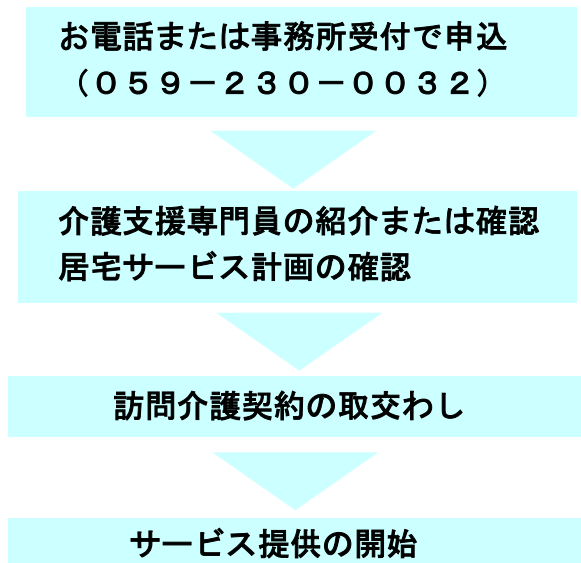 お電話または事務所受付で申込
（０５９－２３０－００３２）
介護支援専門員の紹介または確認
居宅サービス計画の確認
訪問介護契約の取交わし
サービス提供の開始